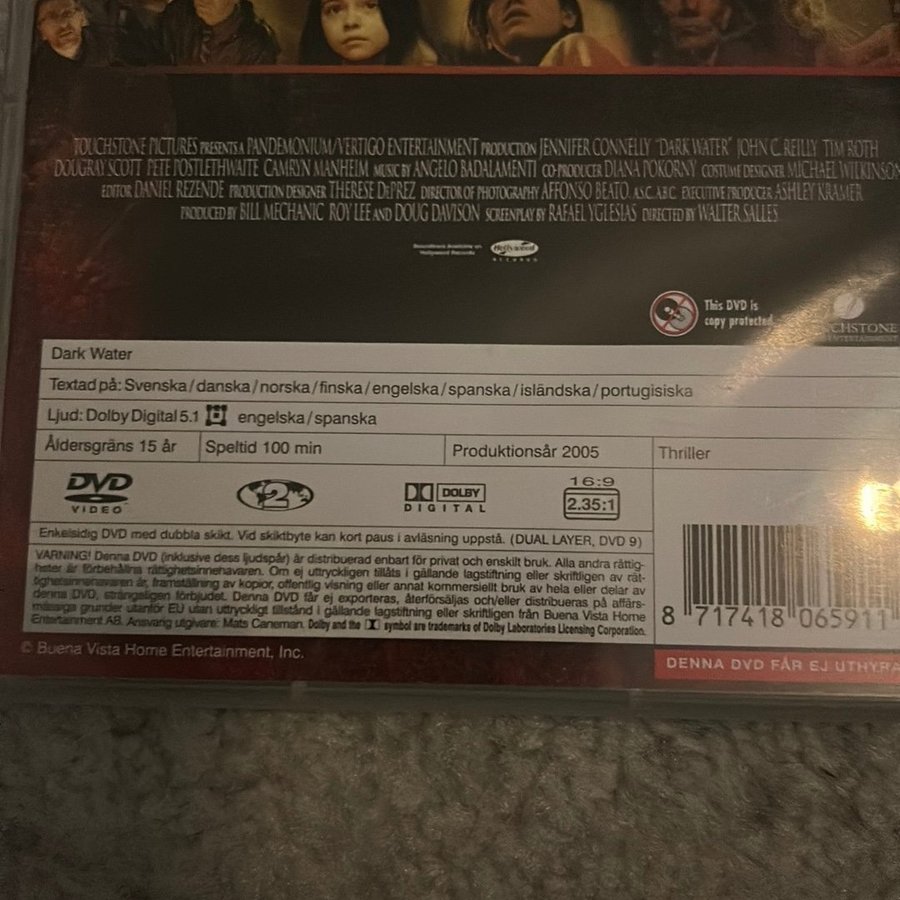 TOUCHSTONE PICTURES PRESENTS A PANDEMONIUM/VERTIGO ENTERTAINMENT PRODUCTION JENNIFER CONNELLY "DARK WATER" JOHN C. REILLY TIM ROTH
DOUGRAY SCOTT PETE POSTLETHWAITE CAMRYN MANHEIM MUSIC BY ANGELO BADALAMENTI CO-PRODUCER DIANA POKORNY COSTUME DESIGNER MICHAEL WILKINSON
EDITOR DANIEL REZENDE PRODUCTION DESIGNER THERESE DEPREZ DIRECTOR OF PHOTOGRAPHY AFFONSO BEATO, A.S.C. A.B.C. EXECUTIVE PRODUCER ASHLEY KRAMER
PRODUCED BY BILL MECHANIC ROY LEE AND DOUG DAVISON SCREENPLAY BY RAFAEL YGLESIAS DIRECTED BY WALTER SALLES
Soundtrack Available on
Hollywood Records
Hollywood
RECORDS
This DVD is
copy protected
CHSTONE
ENTERTAINMENT
Dark Water
Textad på: Svenska/danska/norska/finska/engelska/spanska/isländska/portugisiska
Ljud: Dolby Digital 5.1 engelska/spanska
Åldersgräns 15 år Speltid 100 min Produktionsår 2005 Thriller
DVD VIDEO 2 DOLBY DIGITAL 16:9 2.35:1
Enkelsidig DVD med dubbla skikt. Vid skiktbyte kan kort paus i avläsning uppstå. (DUAL LAYER, DVD 9)
VARNING! Denna DVD (inklusive dess ljudspår) är distribuerad enbart för privat och enskilt bruk. Alla andra rättig-
heter är förbehållna rättighetsinnehavaren. Om ej uttryckligen tillåts i gällande lagstiftning eller skriftligen av rät-
tighetsinnehavaren är, framställning av kopior, offentlig visning eller annat kommersiellt bruk av hela eller delar av
denna DVD, strängeligen förbjudet. Denna DVD får ej exporteras, återförsäljas och/eller distribueras på affärs-
mässiga grunder utanför EU utan uttryckligt tillstånd i gällande lagstiftning eller skriftligen från Buena Vista Home
Entertainment AB. Ansvarig utgivare: Mats Caneman. Dolby and the symbol are trademarks of Dolby Laboratories Licensing Corporation.
8 717418 065911
© Buena Vista Home Entertainment, Inc.
DENNA DVD FÅR EJ UTHYRA